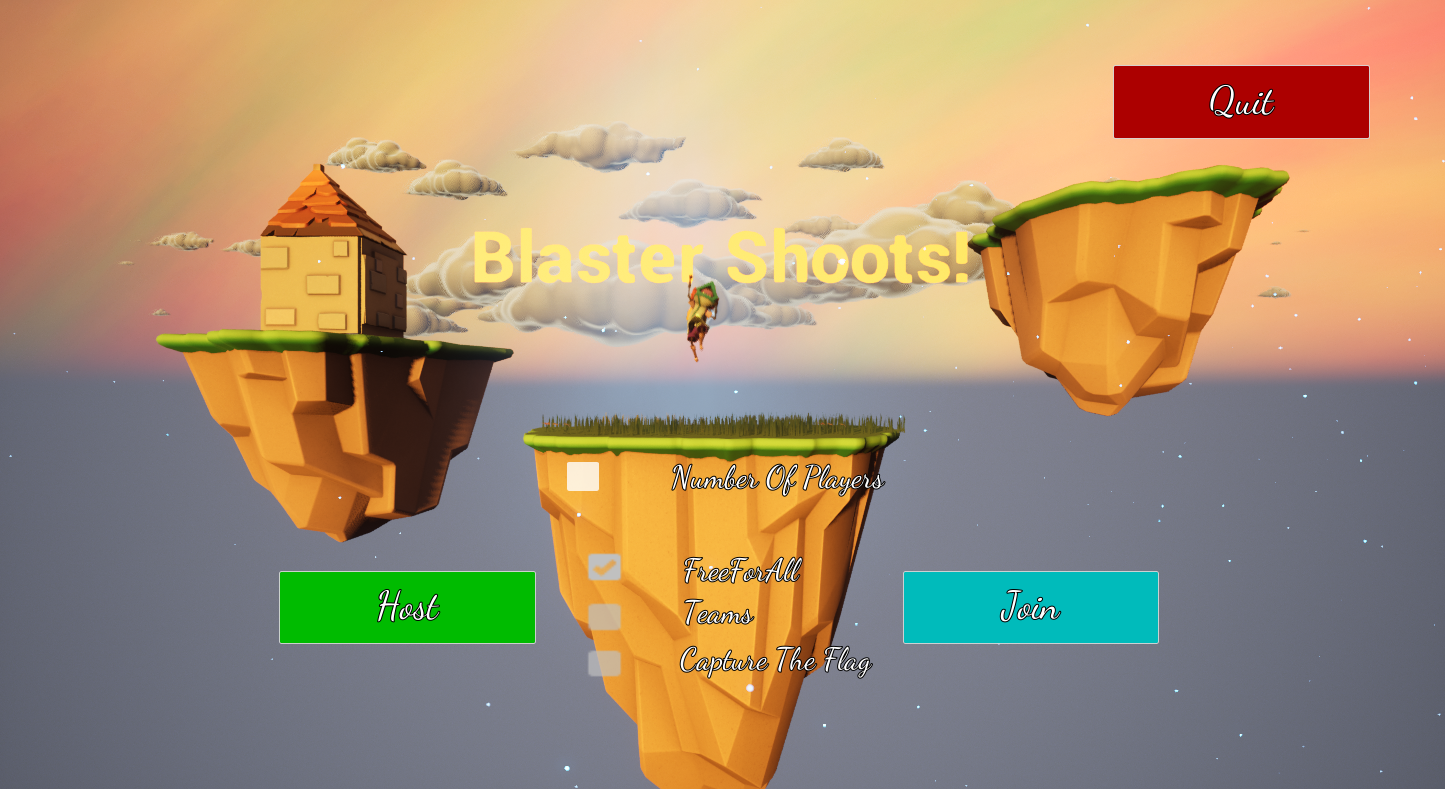 Quit
Blaster Shoots!
Number Of Players
FreeForAll
Teams
Capture The Flag
Host
Join